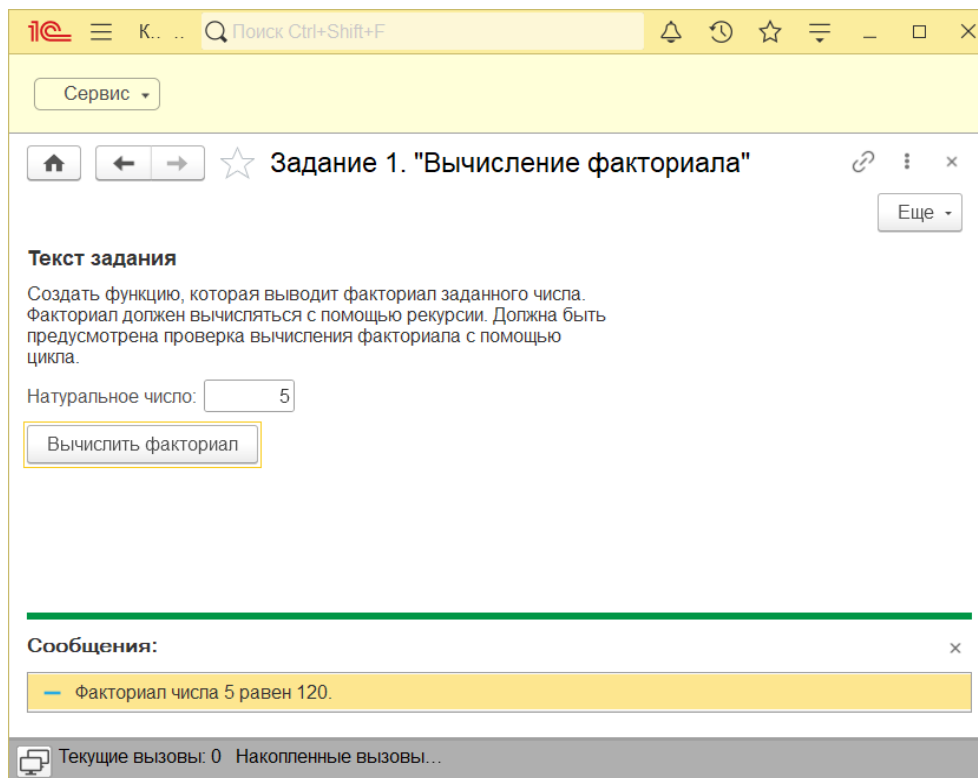 1С К.. .. Поиск Ctrl+Shift+F
Сервис
Задание 1. "Вычисление факториала"
Еще
Текст задания
Создать функцию, которая выводит факториал заданного числа.
Факториал должен вычисляться с помощью рекурсии. Должна быть
предусмотрена проверка вычисления факториала с помощью
цикла.
Натуральное число: 5
Вычислить факториал
Сообщения:
Факториал числа 5 равен 120.
Текущие вызовы: 0 Накопленные вызовы…